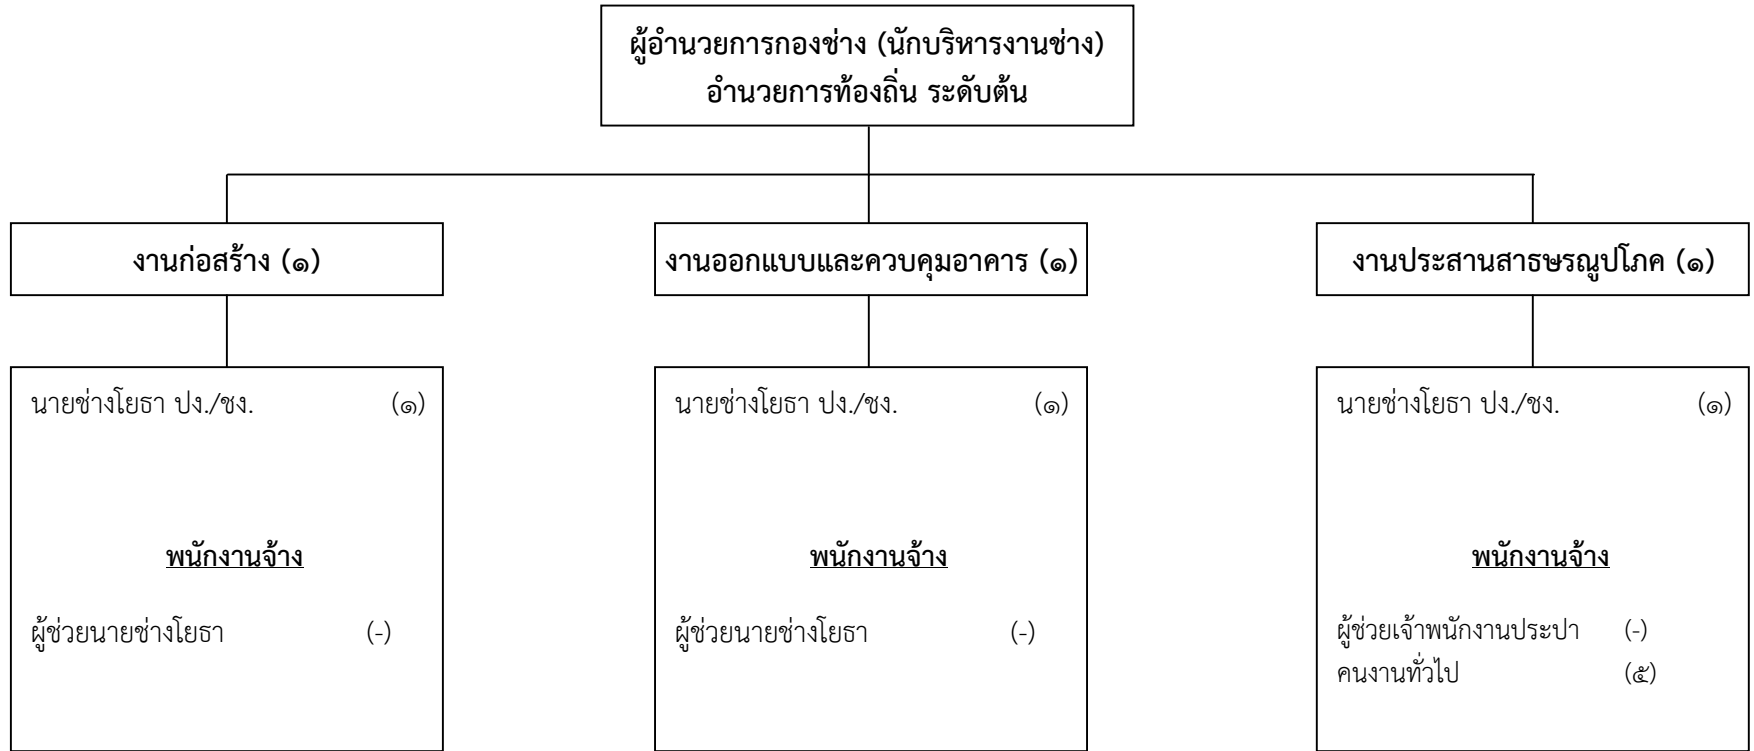 ผู้อำนวยการกองช่าง (นักบริหารงานช่าง)
อำนวยการท้องถิ่น ระดับต้น
งานก่อสร้าง (๑)
งานออกแบบและควบคุมอาคาร (๑)
งานประสานสาธษรณูปโภค (๑)
นายช่างโยธา ปง./ชง. (๑)
พนักงานจ้าง
ผู้ช่วยนายช่างโยธา (-)
นายช่างโยธา ปง./ชง. (๑)
พนักงานจ้าง
ผู้ช่วยนายช่างโยธา (-)
นายช่างโยธา ปง./ชง. (๑)
พนักงานจ้าง
ผู้ช่วยเจ้าพนักงานประปา (-)
คนงานทั่วไป (๕)